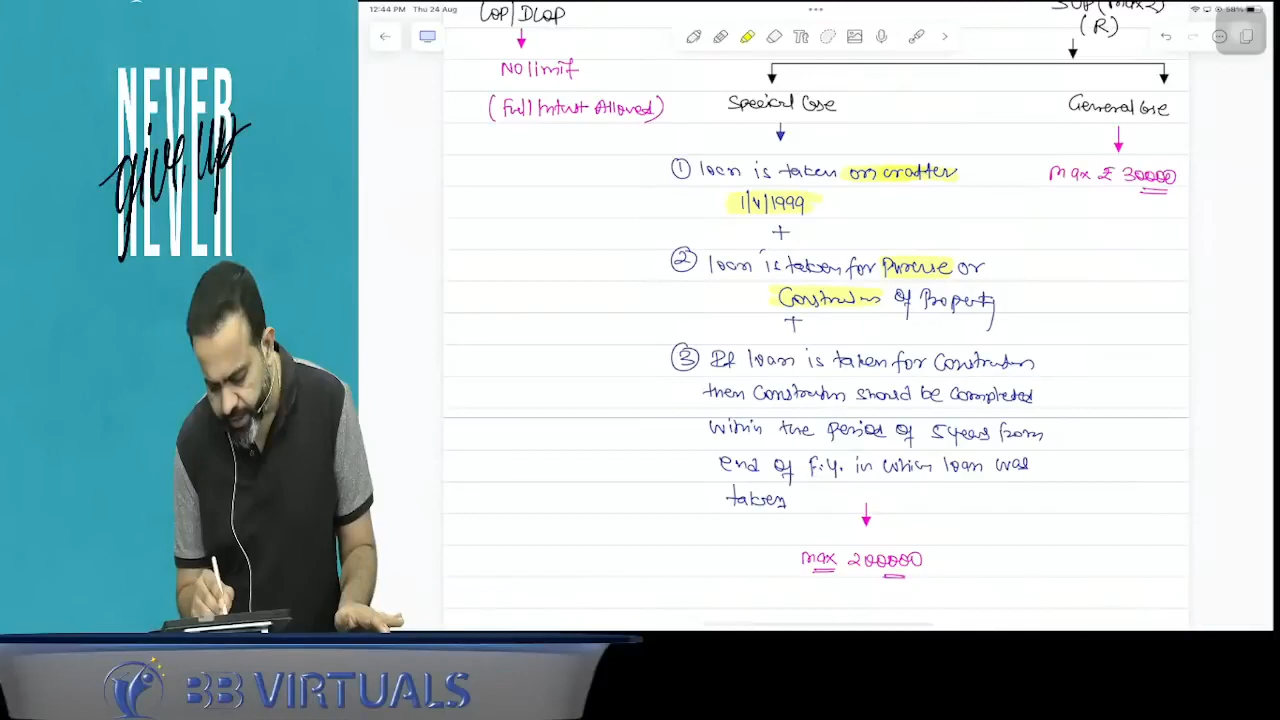 12:44 PM Thu 24 Aug
58%
LOP/DLOP
SOP (Max 2)
(R)
No limit
(Full Interest Allowed)
Special Case
General Case
Max ₹ 30000
① loan is taken on or after
1/4/1999
+
② loan is taken for Purchase or
Construction of Property
+
③ If loan is taken for Construction
then Construction should be completed
within the period of 5 years from
end of F.Y. in which loan was
taken
Max 200000
NEVER
give up
NEVER
BB VIRTUALS